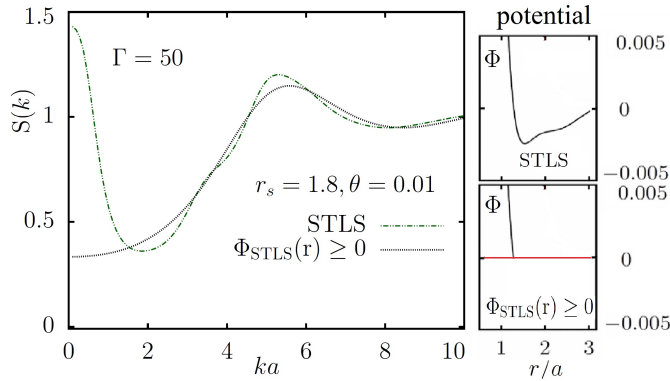 potential
1.5
1
0.5
0
S(k)
Γ = 50
r_s = 1.8, θ = 0.01
STLS
Φ_STLS(r) ≥ 0
0 2 4 6 8 10
ka
Φ
STLS
0.005
0
−0.005
Φ
Φ_STLS(r) ≥ 0
0.005
0
−0.005
1 2 3
r/a